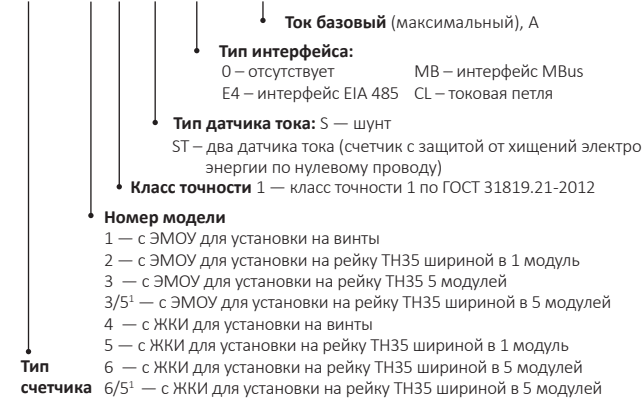 Ток базовый (максимальный), А
Тип интерфейса:
0 – отсутствует MB – интерфейс MBus
E4 – интерфейс EIA 485 CL – токовая петля
Тип датчика тока: S — шунт
ST – два датчика тока (счетчик с защитой от хищений электро
энергии по нулевому проводу)
Класс точности 1 — класс точности 1 по ГОСТ 31819.21-2012
Номер модели
1 — с ЭМОУ для установки на винты
2 — с ЭМОУ для установки на рейку ТН35 шириной в 1 модуль
3 — с ЭМОУ для установки на рейку ТН35 5 модулей
3/5¹ — с ЭМОУ для установки на рейку ТН35 шириной в 5 модулей
4 — с ЖКИ для установки на винты
5 — с ЖКИ для установки на рейку ТН35 шириной в 1 модуль
6 — с ЖКИ для установки на рейку ТН35 шириной в 5 модулей
6/5¹ — с ЖКИ для установки на рейку ТН35 шириной в 5 модулей
Тип
счетчика